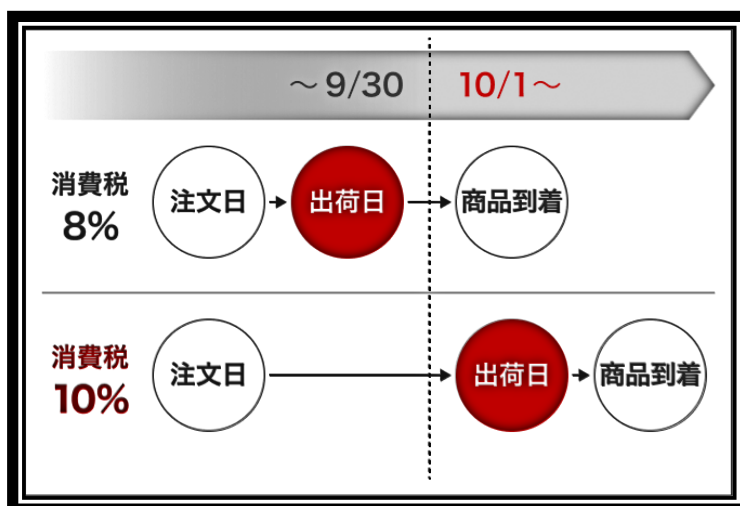 ～9/30
10/1～
消費税
8%
注文日
出荷日
商品到着
消費税
10%
注文日
出荷日
商品到着